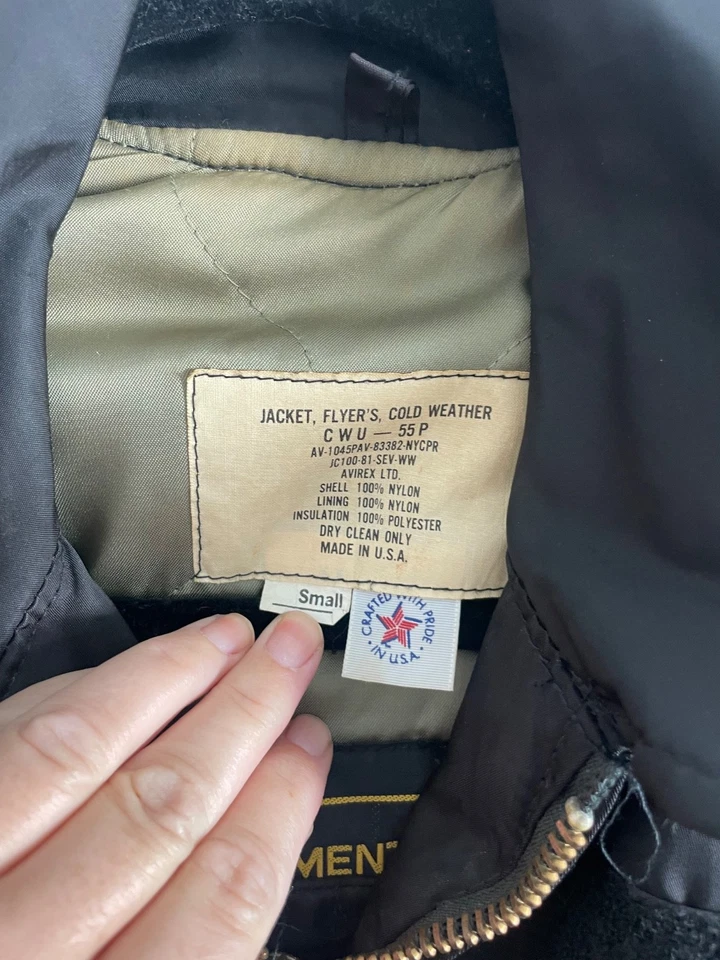 JACKET, FLYER'S, COLD WEATHER
CWU — 55P
AV-1045PAV-83382-NYCPR
JC100-81-SEV-WW
AVIREX LTD.
SHELL 100% NYLON
LINING 100% NYLON
INSULATION 100% POLYESTER
DRY CLEAN ONLY
MADE IN U.S.A.
Small
CRAFTED WITH PRIDE
• IN U.S.A. •
MENT